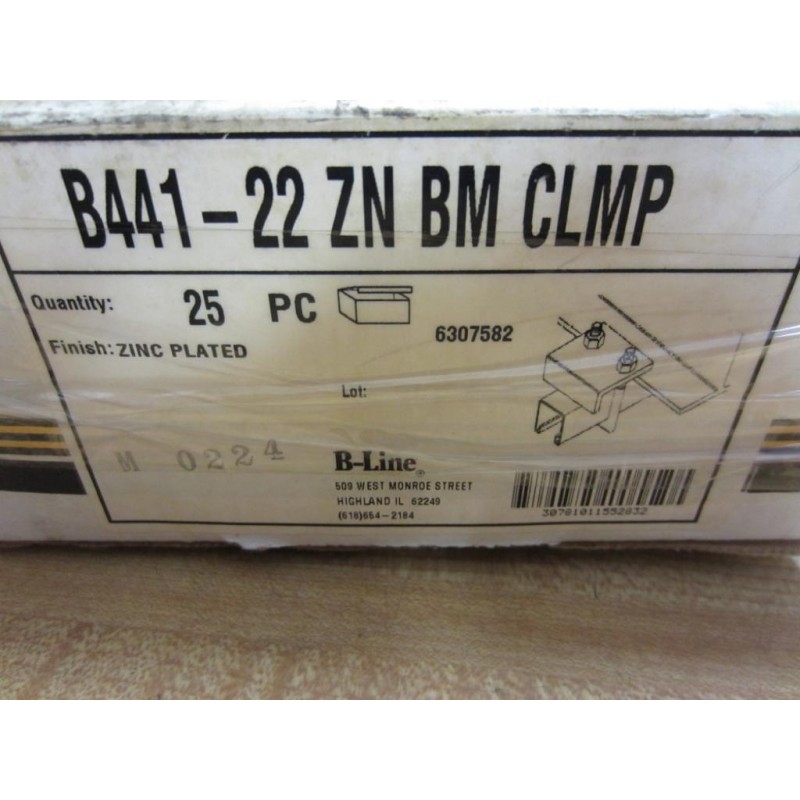 B441-22 ZN BM CLMP
Quantity: 25 PC
6307582
Finish: ZINC PLATED
Lot:
M 0224
B-Line®
509 WEST MONROE STREET
HIGHLAND IL 62249
(618)654-2184
30781011552832